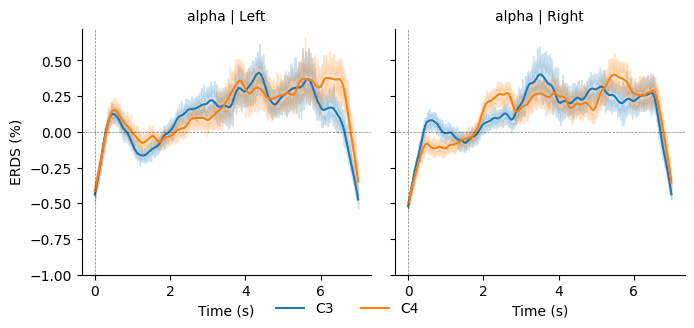 alpha | Left
alpha | Right
ERDS (%)
0.50
0.25
0.00
−0.25
−0.50
−0.75
−1.00
0 2 4 6
0 2 4 6
Time (s)
Time (s)
C3 C4